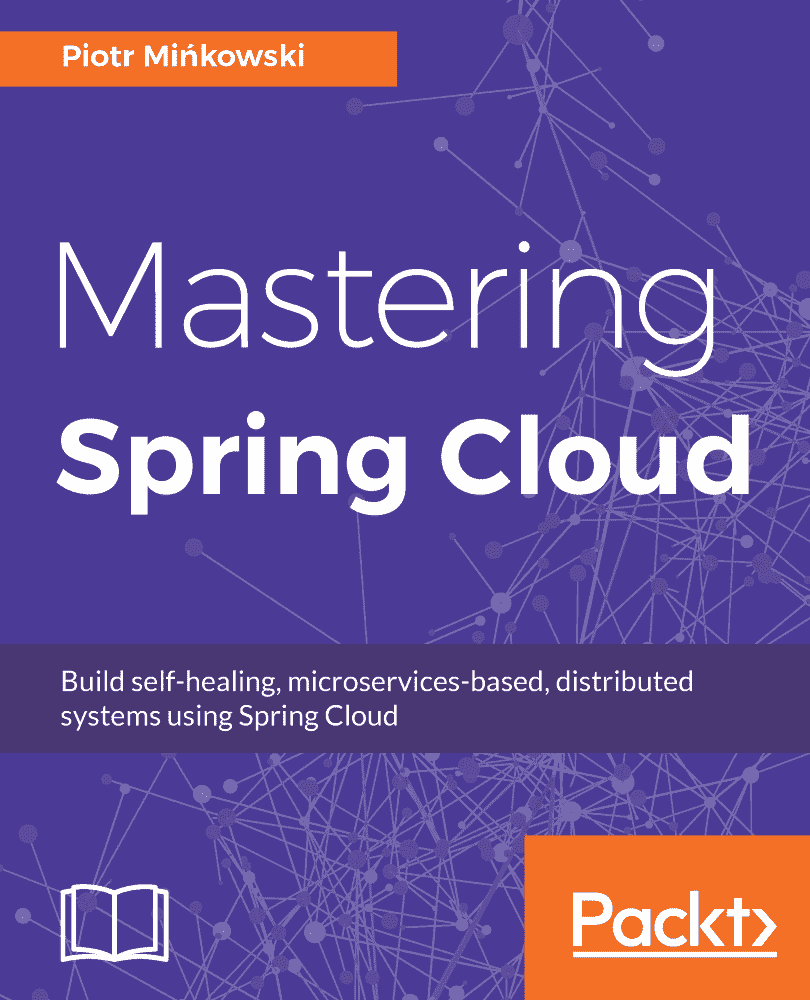 Piotr Mińkowski
Mastering
Spring Cloud
Build self-healing, microservices-based, distributed
systems using Spring Cloud
Packt>